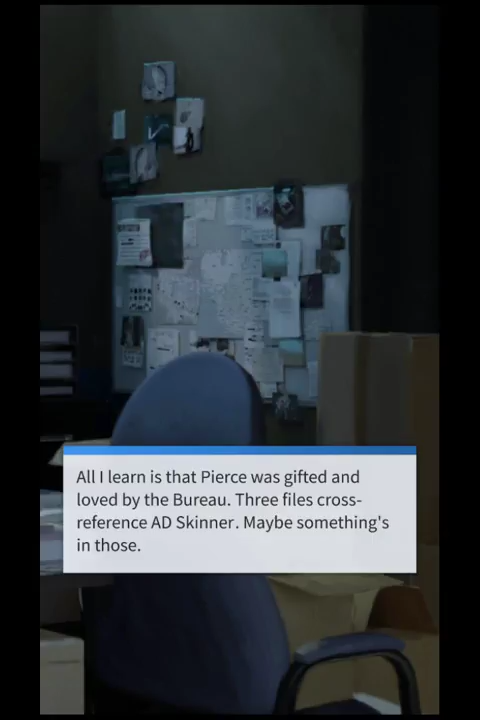 All I learn is that Pierce was gifted and
loved by the Bureau. Three files cross-
reference AD Skinner. Maybe something's
in those.